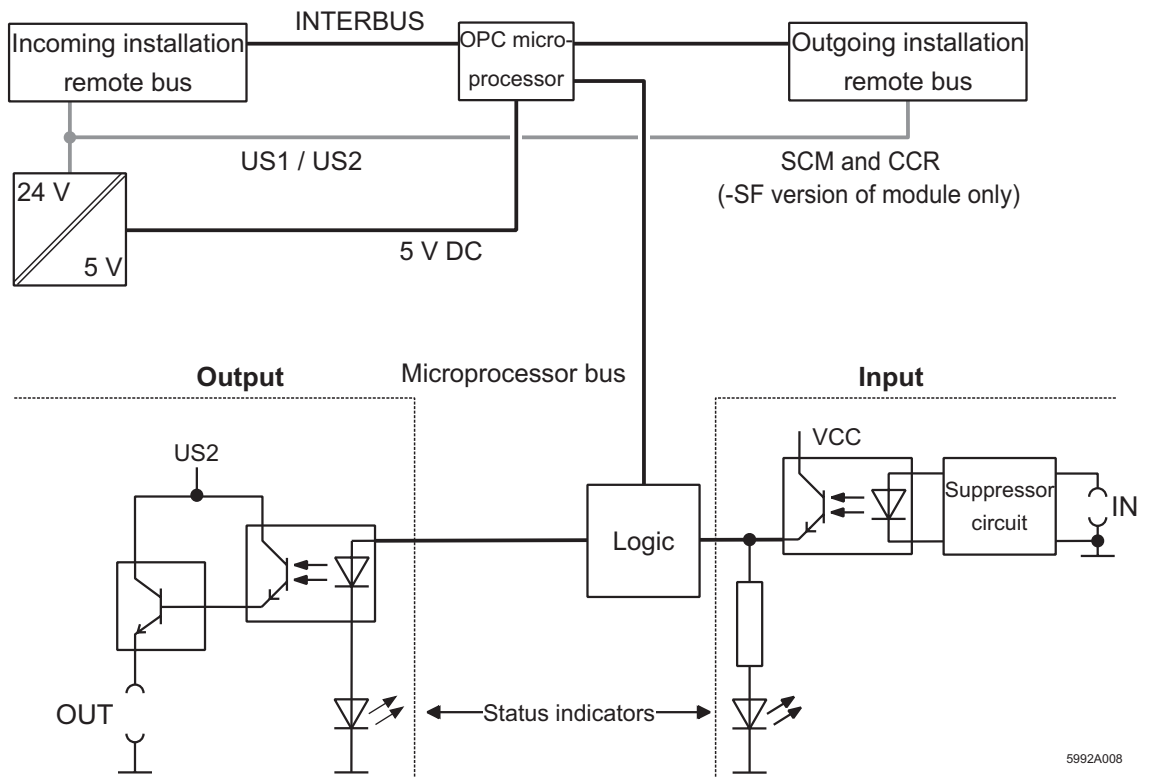 INTERBUS
Incoming installation
remote bus
OPC micro-
processor
Outgoing installation
remote bus
US1 / US2
SCM and CCR
(-SF version of module only)
24 V
5 V
5 V DC
Output
Microprocessor bus
Input
US2
VCC
Suppressor
circuit
IN
Logic
OUT
Status indicators
5992A008